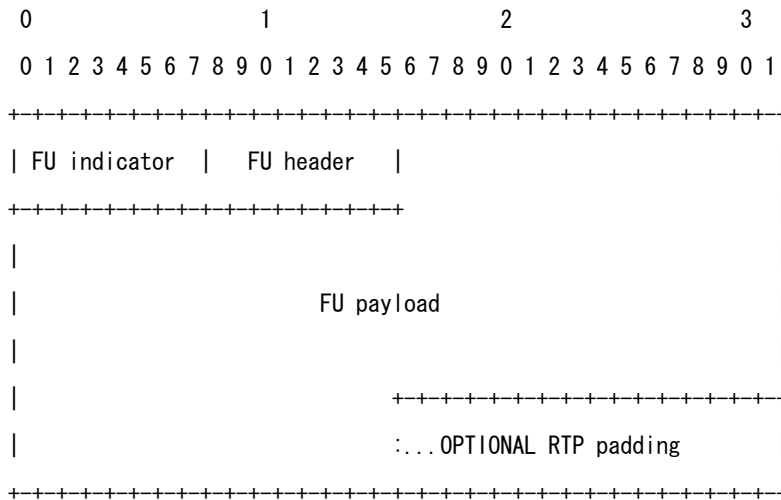 0                   1                   2                   3
0 1 2 3 4 5 6 7 8 9 0 1 2 3 4 5 6 7 8 9 0 1 2 3 4 5 6 7 8 9 0 1
+-+-+-+-+-+-+-+-+-+-+-+-+-+-+-+-+-+-+-+-+-+-+-+-+-+-+-+-+-+-+-+--
| FU indicator  |   FU header   |
+-+-+-+-+-+-+-+-+-+-+-+-+-+-+-+-+
|
|                         FU payload
|
|                               +-+-+-+-+-+-+-+-+-+-+-+-+-+-+-+--
|                               :...OPTIONAL RTP padding
+-+-+-+-+-+-+-+-+-+-+-+-+-+-+-+-+-+-+-+-+-+-+-+-+-+-+-+-+-+-+-+--